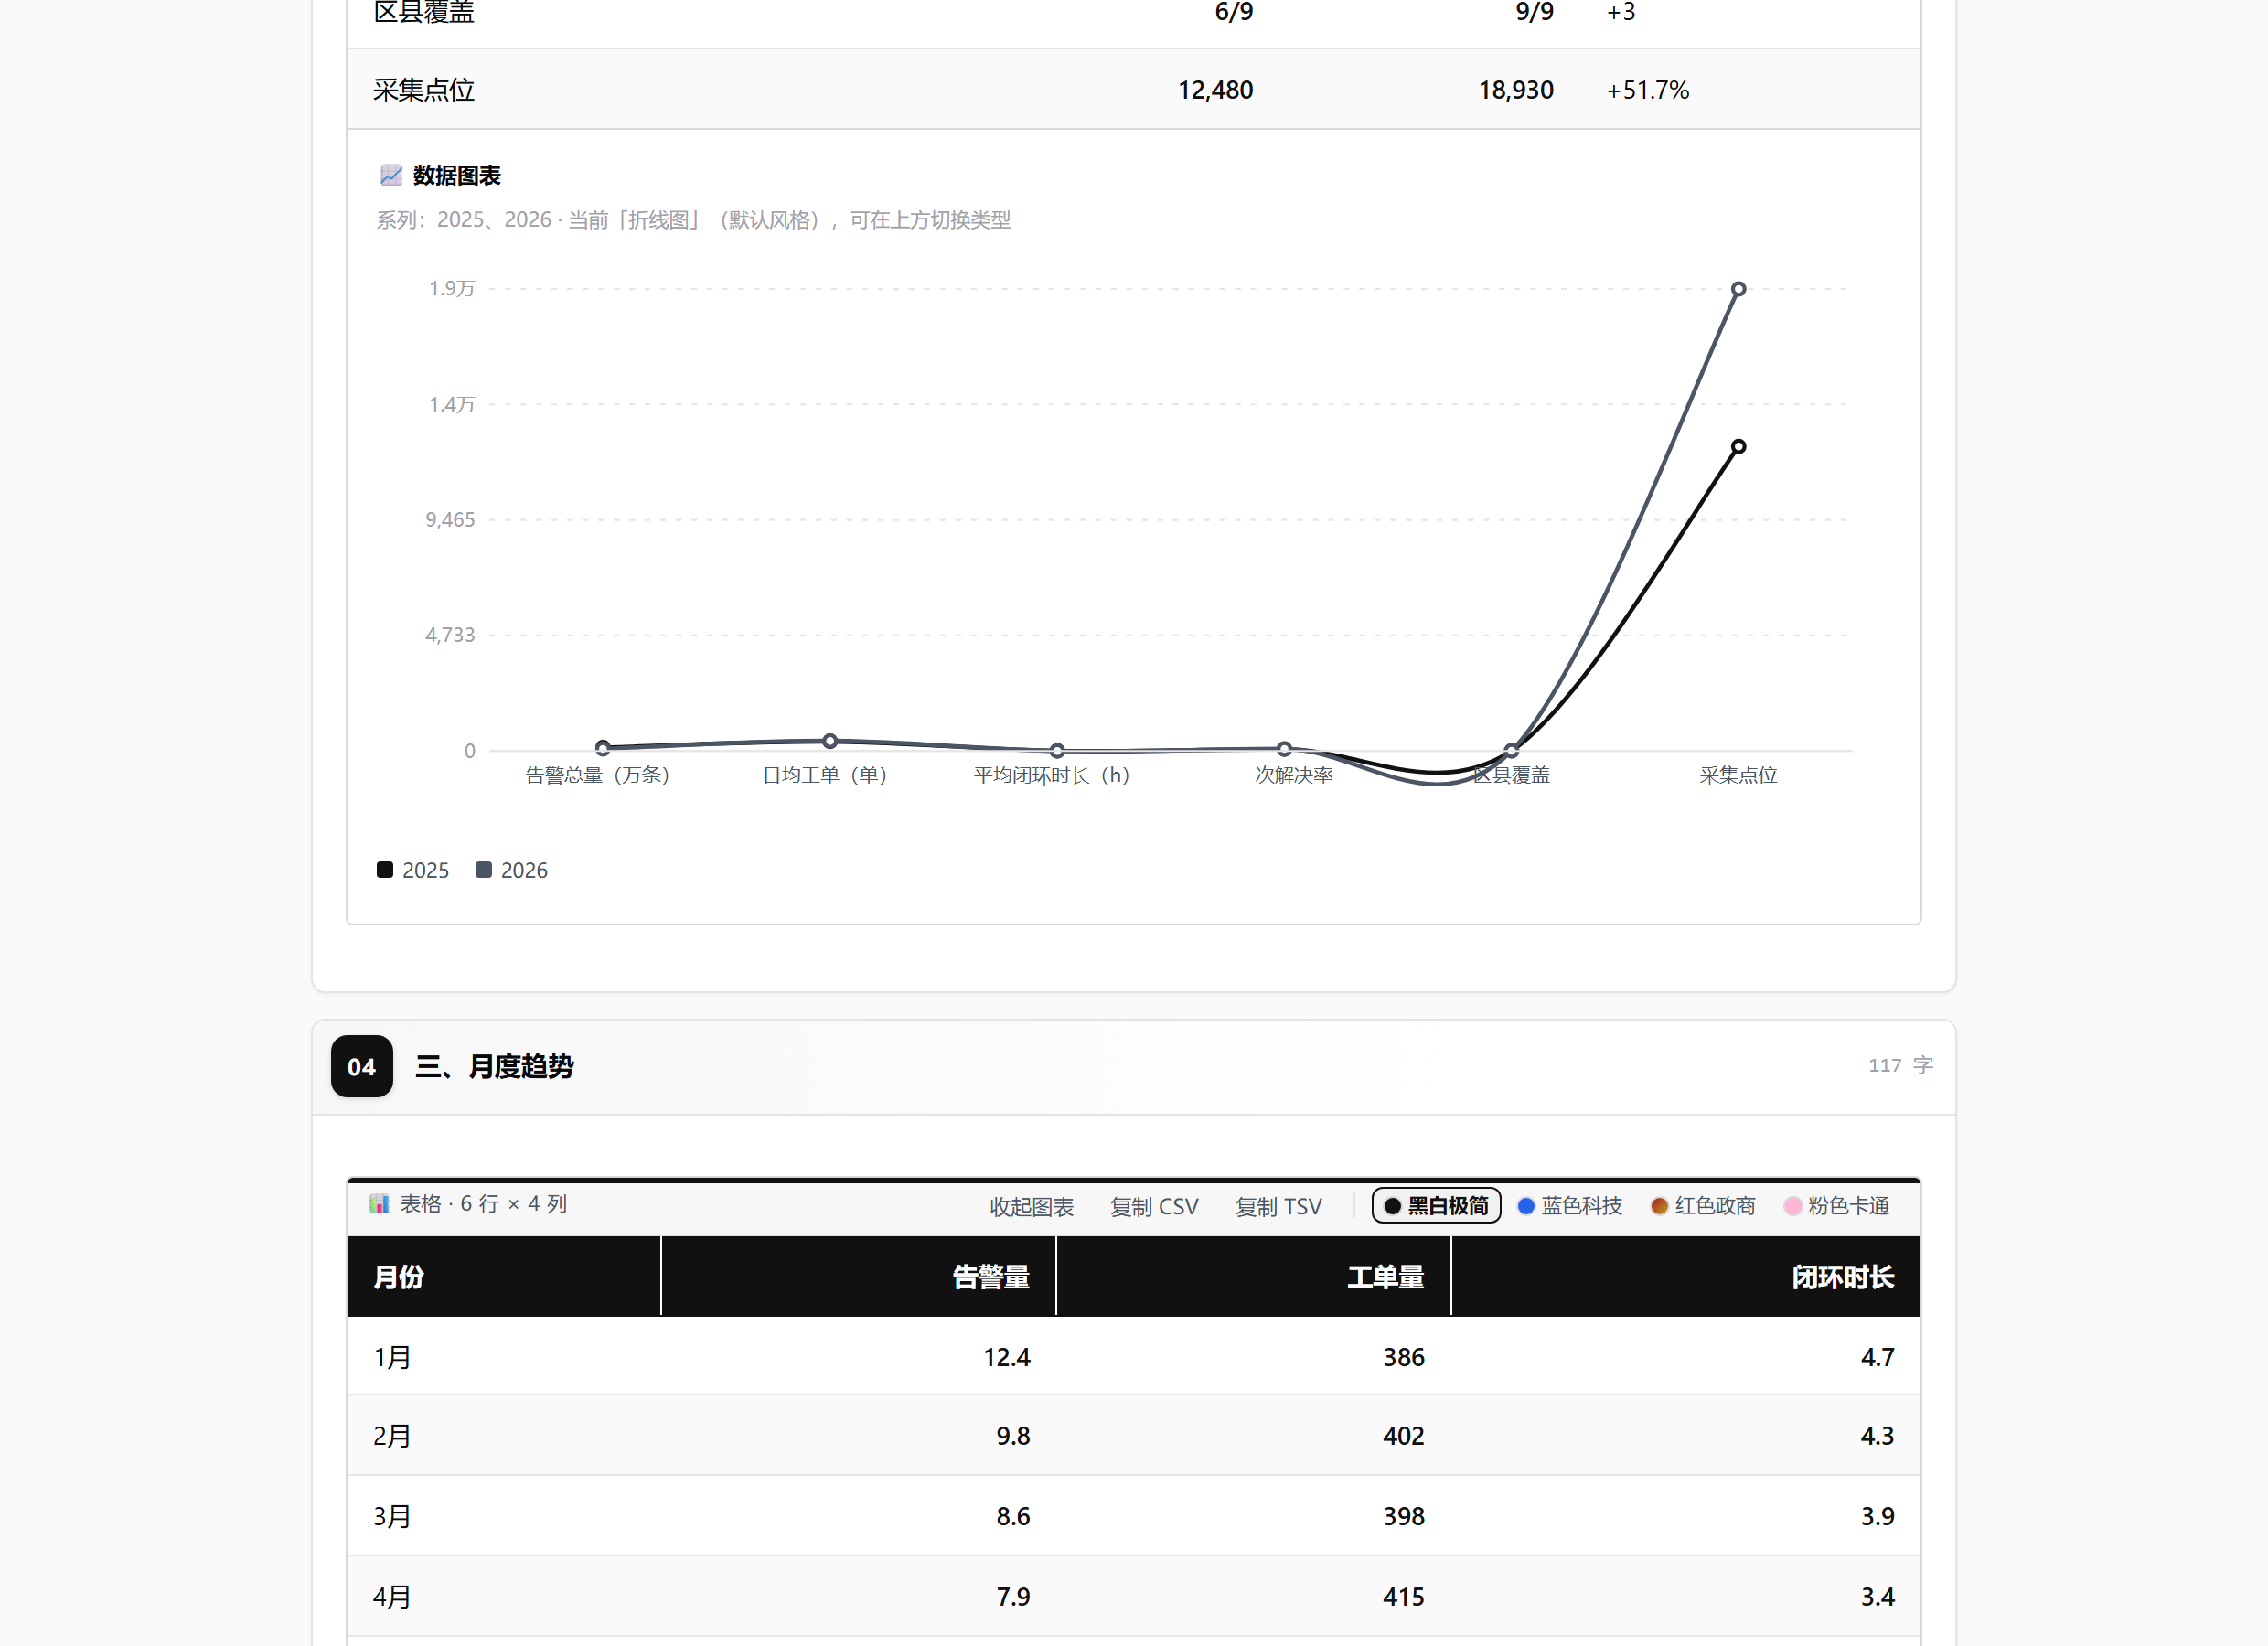 区县覆盖 6/9 9/9 +3
采集点位 12,480 18,930 +51.7%
数据图表
系列：2025、2026 · 当前「折线图」（默认风格），可在上方切换类型
1.9万
1.4万
9,465
4,733
0
告警总量（万条） 日均工单（单） 平均闭环时长（h） 一次解决率 区县覆盖 采集点位
2025 2026
04 三、月度趋势 117 字
表格 · 6 行 × 4 列 收起图表 复制 CSV 复制 TSV 黑白极简 蓝色科技 红色政商 粉色卡通
月份 告警量 工单量 闭环时长
1月 12.4 386 4.7
2月 9.8 402 4.3
3月 8.6 398 3.9
4月 7.9 415 3.4